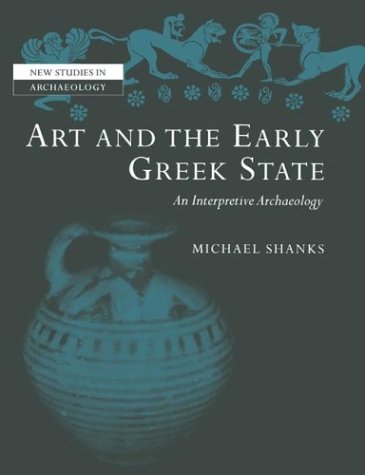 NEW STUDIES IN
ARCHAEOLOGY
ART AND THE EARLY
GREEK STATE
An Interpretive Archaeology
MICHAEL SHANKS